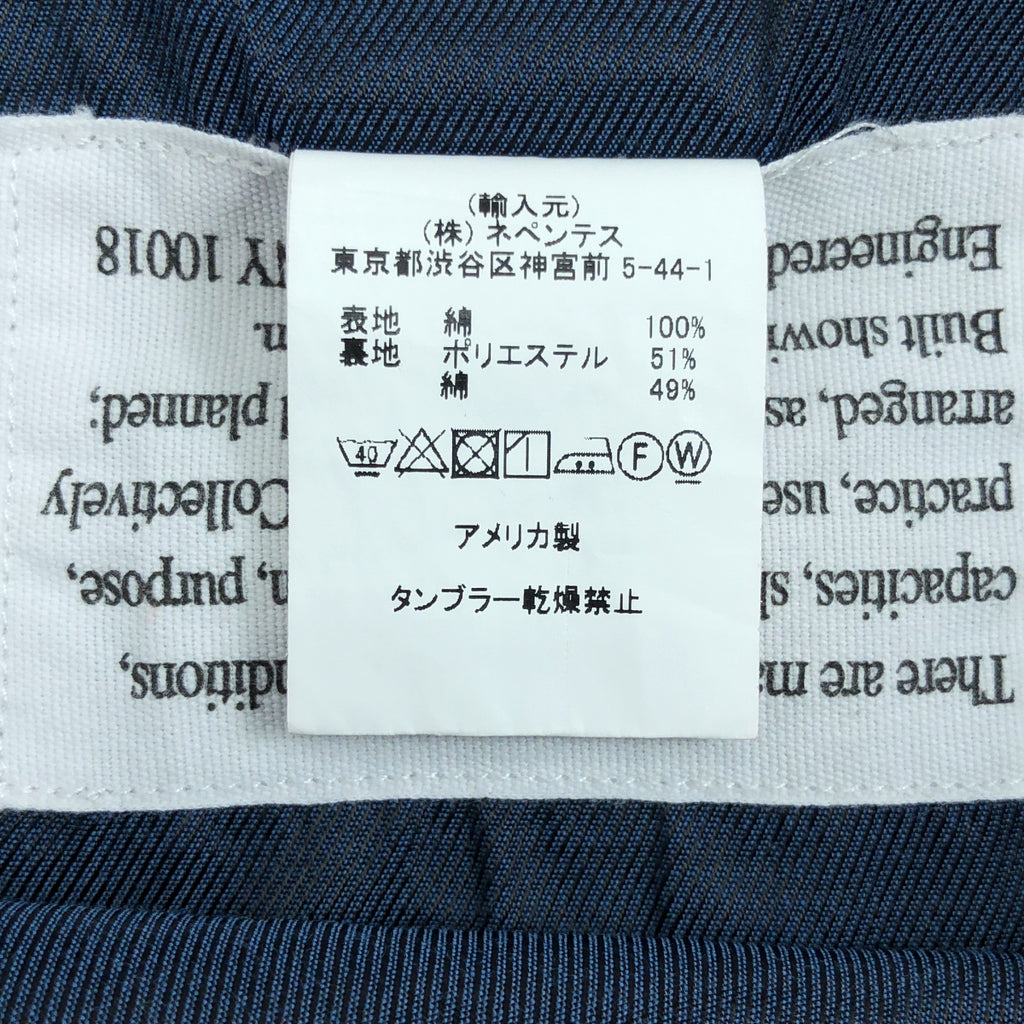 (輸入元)
(株)ネペンテス
東京都渋谷区神宮前 5-44-1
表地 綿 100%
裏地 ポリエステル 51%
綿 49%
40 F W
アメリカ製
タンブラー乾燥禁止
There are
capacities, purpose,
practice, Collectively
arranged, as planned;
Built
Engineered NY 10018